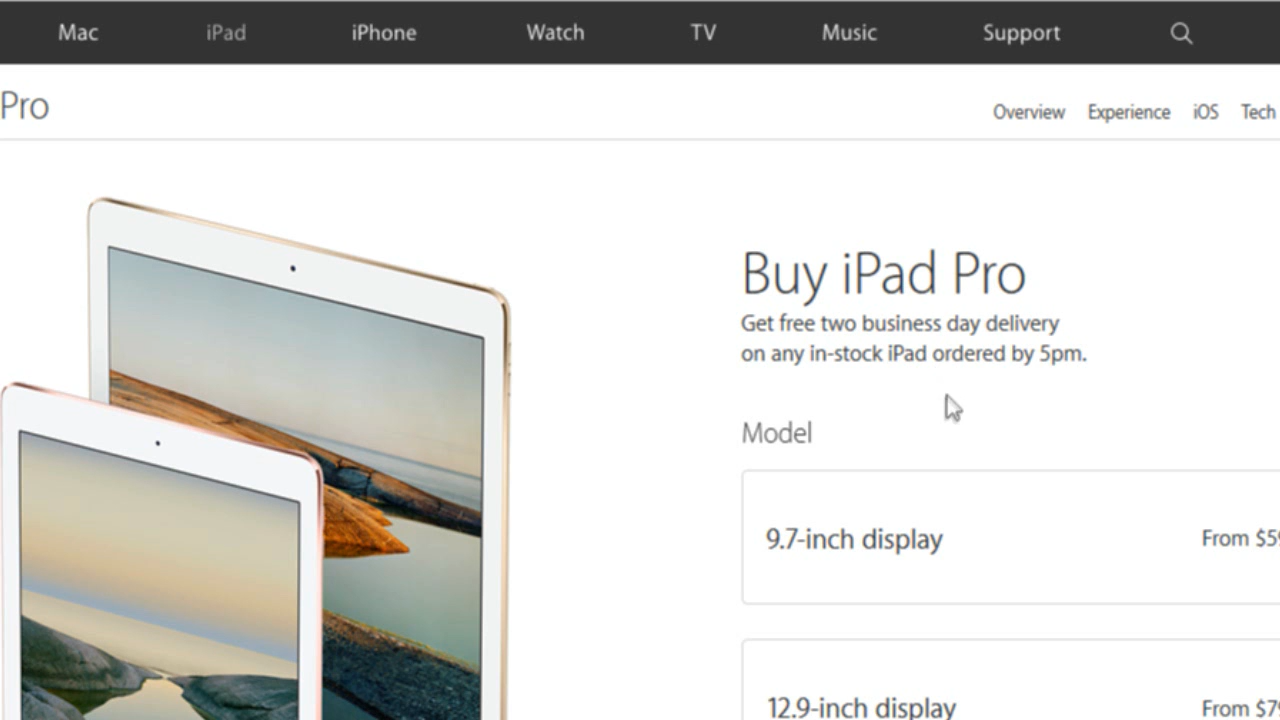 Mac iPad iPhone Watch TV Music Support
Pro
Overview Experience iOS Tech
Buy iPad Pro
Get free two business day delivery
on any in-stock iPad ordered by 5pm.
Model
9.7-inch display From
12.9-inch display From